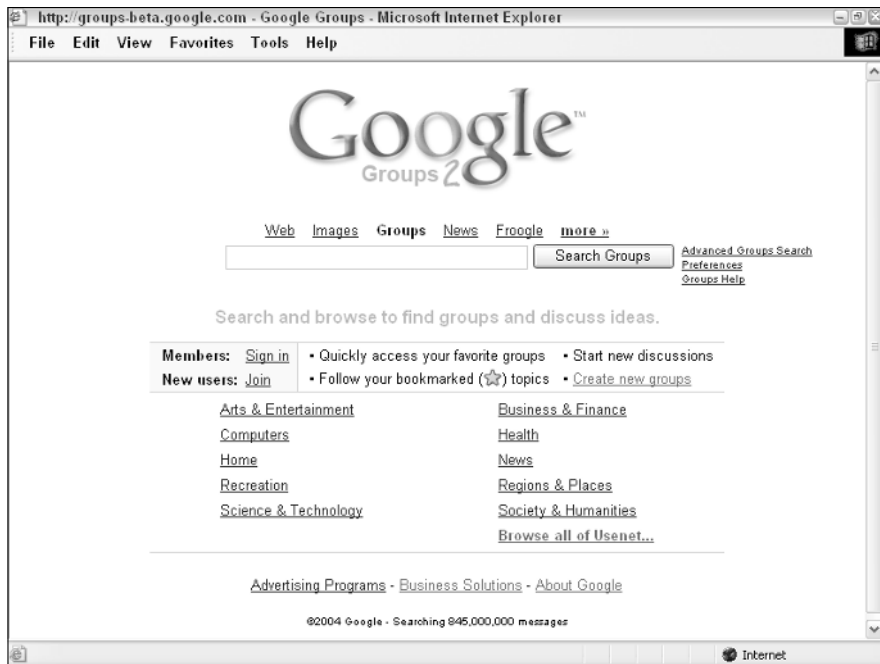 http://groups-beta.google.com - Google Groups - Microsoft Internet Explorer
File Edit View Favorites Tools Help
Google™
Groups 2
Web Images Groups News Froogle more »
Search Groups
Advanced Groups Search
Preferences
Groups Help
Search and browse to find groups and discuss ideas.
Members: Sign in • Quickly access your favorite groups • Start new discussions
New users: Join • Follow your bookmarked ( ) topics • Create new groups
Arts & Entertainment Business & Finance
Computers Health
Home News
Recreation Regions & Places
Science & Technology Society & Humanities
Browse all of Usenet...
Advertising Programs - Business Solutions - About Google
©2004 Google - Searching 845,000,000 messages
Internet